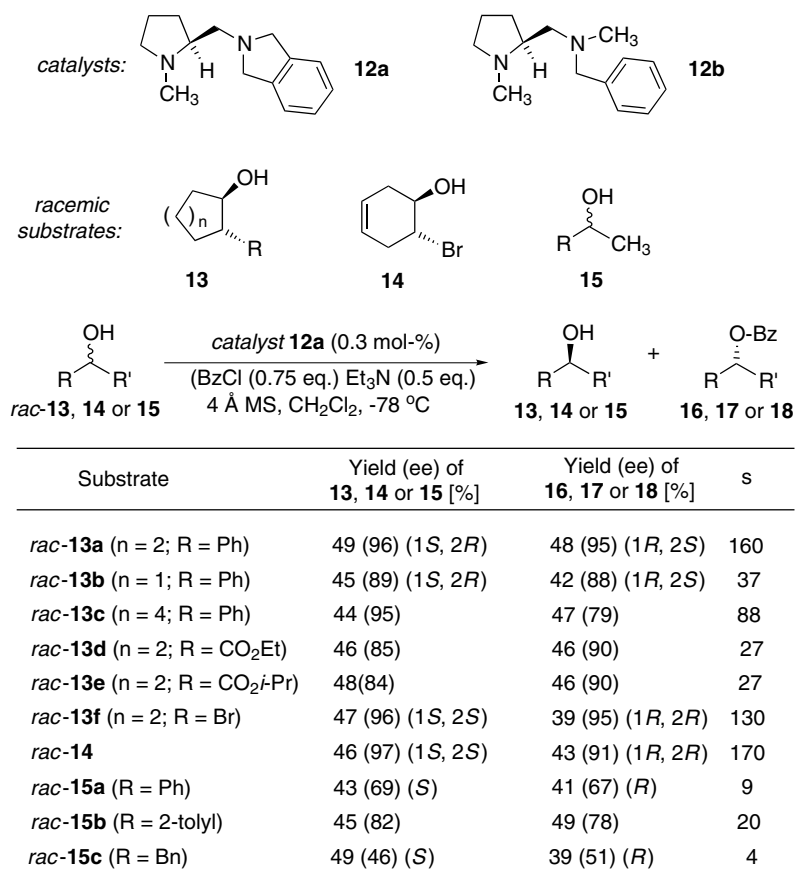 catalysts:
N
CH3
H
N
12a
N
CH3
H
N
CH3
12b
racemic
substrates:
( )n
OH
R
13
OH
Br
14
OH
R
CH3
15
OH
R R'
rac-13, 14 or 15
catalyst 12a (0.3 mol-%)
(BzCl (0.75 eq.) Et3N (0.5 eq.)
4 Å MS, CH2Cl2, -78 °C
OH
R R'
13, 14 or 15
+
O-Bz
R R'
16, 17 or 18
Substrate Yield (ee) of Yield (ee) of s
13, 14 or 15 [%] 16, 17 or 18 [%]
rac-13a (n = 2; R = Ph) 49 (96) (1S, 2R) 48 (95) (1R, 2S) 160
rac-13b (n = 1; R = Ph) 45 (89) (1S, 2R) 42 (88) (1R, 2S) 37
rac-13c (n = 4; R = Ph) 44 (95) 47 (79) 88
rac-13d (n = 2; R = CO2Et) 46 (85) 46 (90) 27
rac-13e (n = 2; R = CO2i-Pr) 48(84) 46 (90) 27
rac-13f (n = 2; R = Br) 47 (96) (1S, 2S) 39 (95) (1R, 2R) 130
rac-14 46 (97) (1S, 2S) 43 (91) (1R, 2R) 170
rac-15a (R = Ph) 43 (69) (S) 41 (67) (R) 9
rac-15b (R = 2-tolyl) 45 (82) 49 (78) 20
rac-15c (R = Bn) 49 (46) (S) 39 (51) (R) 4